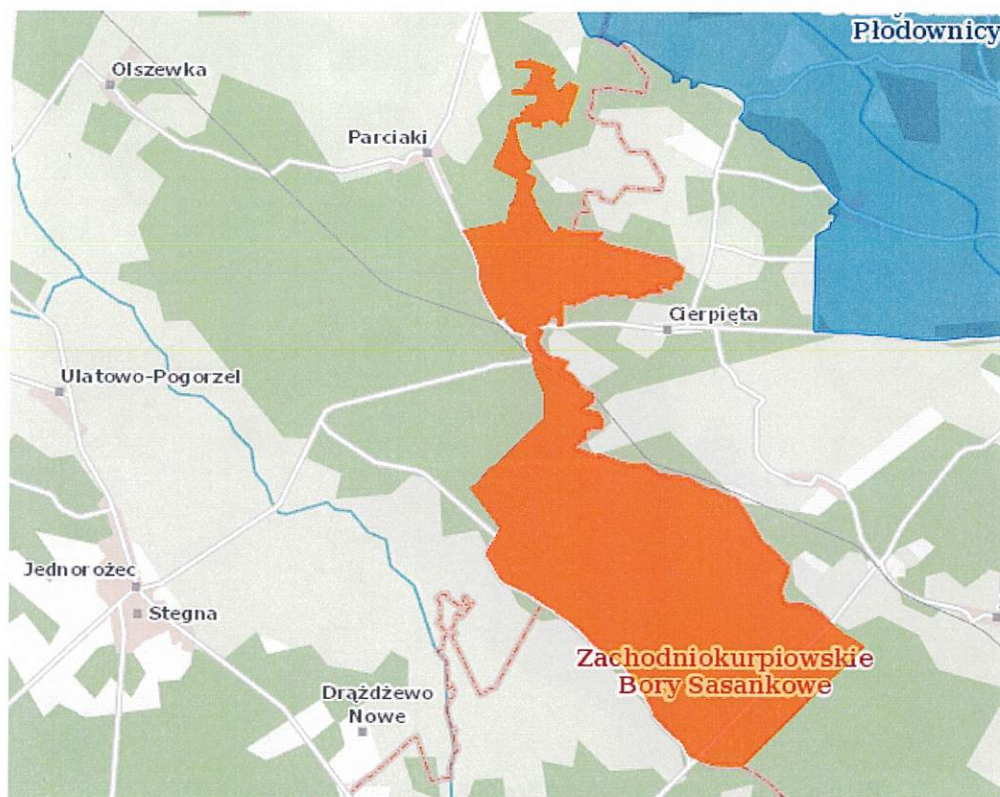 Płodownicy
Olszewka
Parciaki
Cierpięta
Ulatowo-Pogorzel
Jednorożec
Stegna
Zachodniokurpiowskie
Bory Sasankowe
Drążdżewo
Nowe